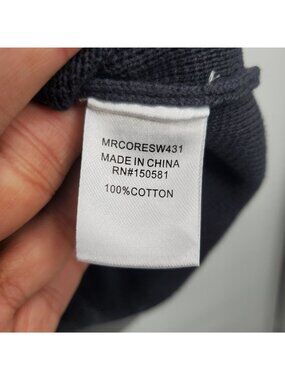 MRCORESW431
MADE IN CHINA
RN#150581
100%COTTON